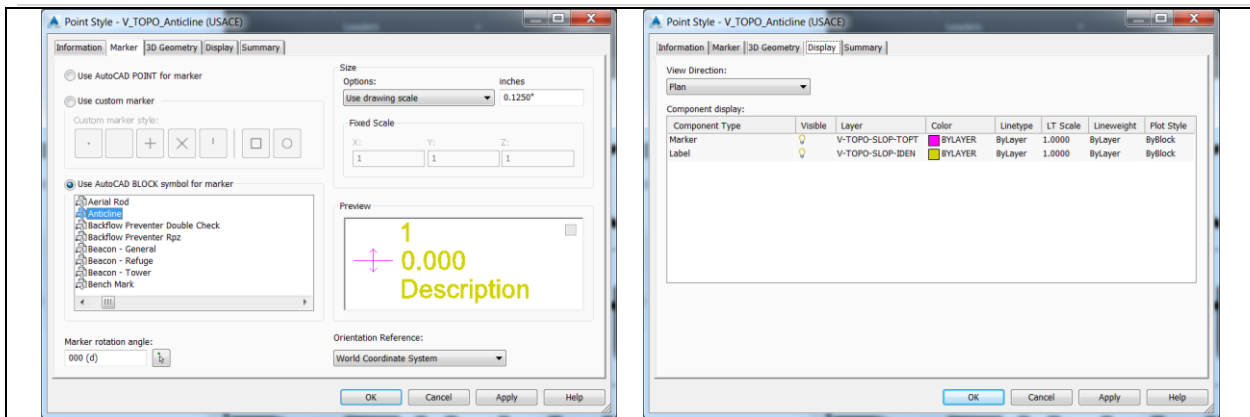 Point Style - V_TOPO_Anticline (USACE)
Information Marker 3D Geometry Display Summary
Use AutoCAD POINT for marker
Use custom marker
Custom marker style:
Use AutoCAD BLOCK symbol for marker
Aerial Rod
Anticline
Backflow Preventer Double Check
Backflow Preventer Rpz
Beacon - General
Beacon - Refuge
Beacon - Tower
Bench Mark
Marker rotation angle:
000 (d)
Size
Options: inches
Use drawing scale 0.1250"
Fixed Scale
X: Y: Z:
1 1 1
Preview
1
0.000
Description
Orientation Reference:
World Coordinate System
OK Cancel Apply Help
Point Style - V_TOPO_Anticline (USACE)
Information Marker 3D Geometry Display Summary
View Direction:
Plan
Component display:
Component Type Visible Layer Color Linetype LT Scale Lineweight Plot Style
Marker V-TOPO-SLOP-TOPT BYLAYER ByLayer 1.0000 ByLayer ByBlock
Label V-TOPO-SLOP-IDEN BYLAYER ByLayer 1.0000 ByLayer ByBlock
OK Cancel Apply Help